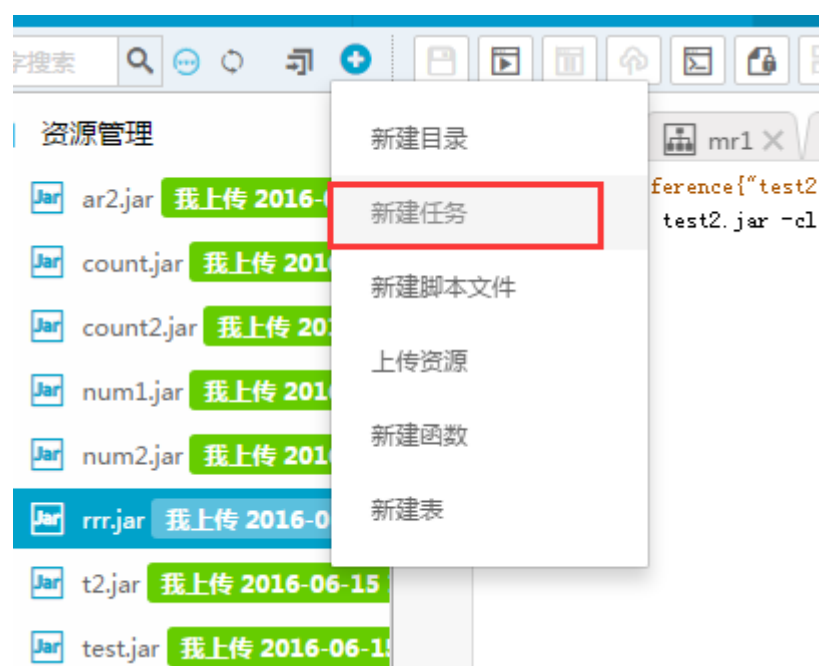 字搜索
资源管理
ar2.jar 我上传 2016-
count.jar 我上传 201
count2.jar 我上传 20
num1.jar 我上传 201
num2.jar 我上传 201
rrr.jar 我上传 2016-0
t2.jar 我上传 2016-06-15
test.jar 我上传 2016-06-15
新建目录
新建任务
新建脚本文件
上传资源
新建函数
新建表
mr1
ference{"test2
test2.jar -cl